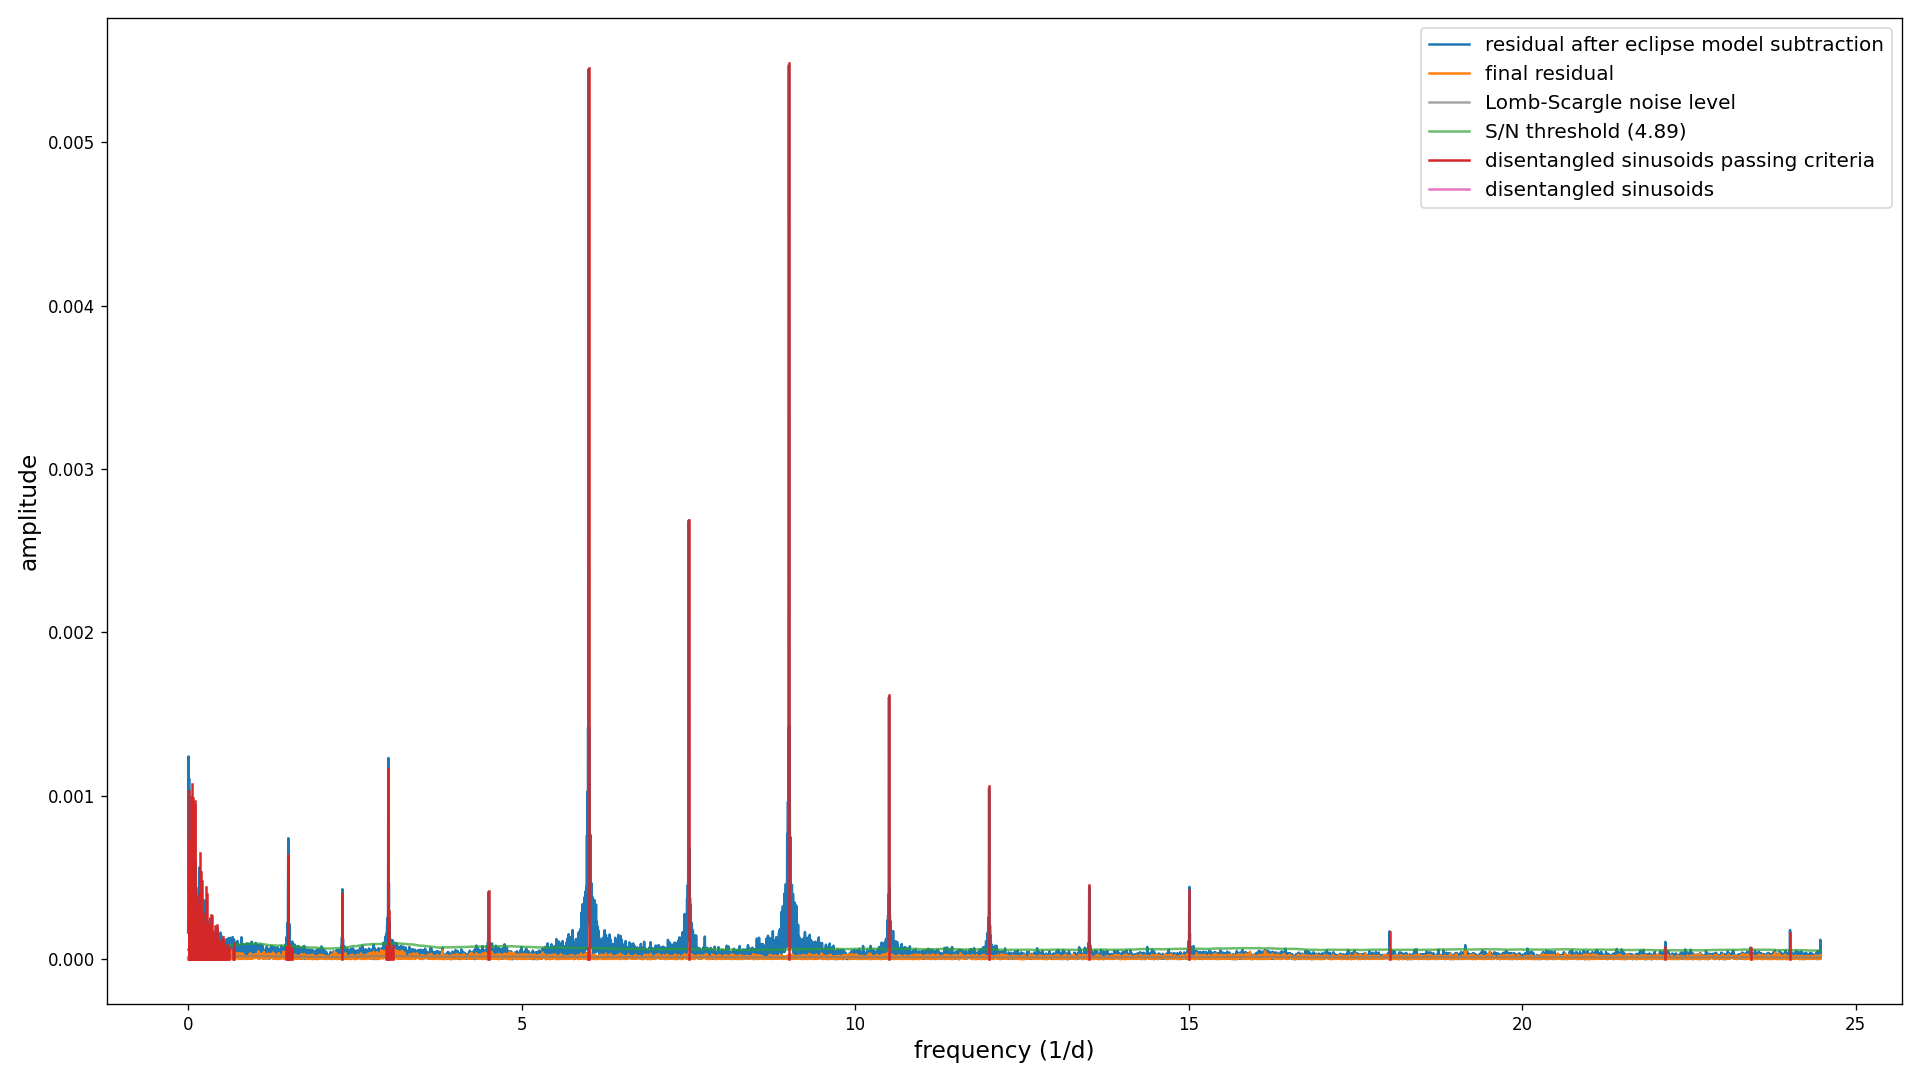 residual after eclipse model subtraction
final residual
Lomb-Scargle noise level
S/N threshold (4.89)
disentangled sinusoids passing criteria
disentangled sinusoids
0.005
0.004
0.003
0.002
0.001
0.000
amplitude
0 5 10 15 20 25
frequency (1/d)